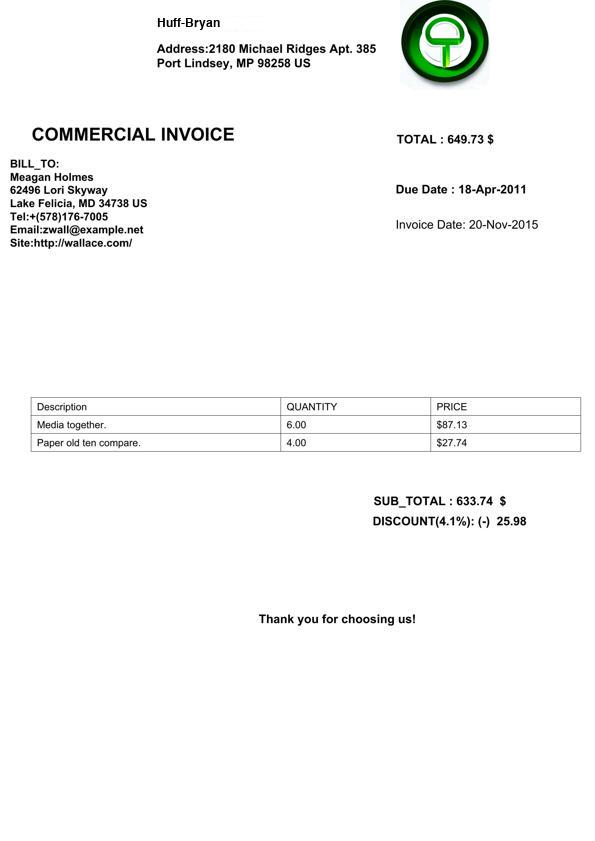 Huff-Bryan
Address:2180 Michael Ridges Apt. 385
Port Lindsey, MP 98258 US
COMMERCIAL INVOICE
TOTAL : 649.73 $
BILL_TO:
Meagan Holmes
62496 Lori Skyway
Lake Felicia, MD 34738 US
Tel:+(578)176-7005
Email:zwall@example.net
Site:http://wallace.com/
Due Date : 18-Apr-2011
Invoice Date: 20-Nov-2015
Description QUANTITY PRICE
Media together. 6.00 $87.13
Paper old ten compare. 4.00 $27.74
SUB_TOTAL : 633.74 $
DISCOUNT(4.1%): (-) 25.98
Thank you for choosing us!